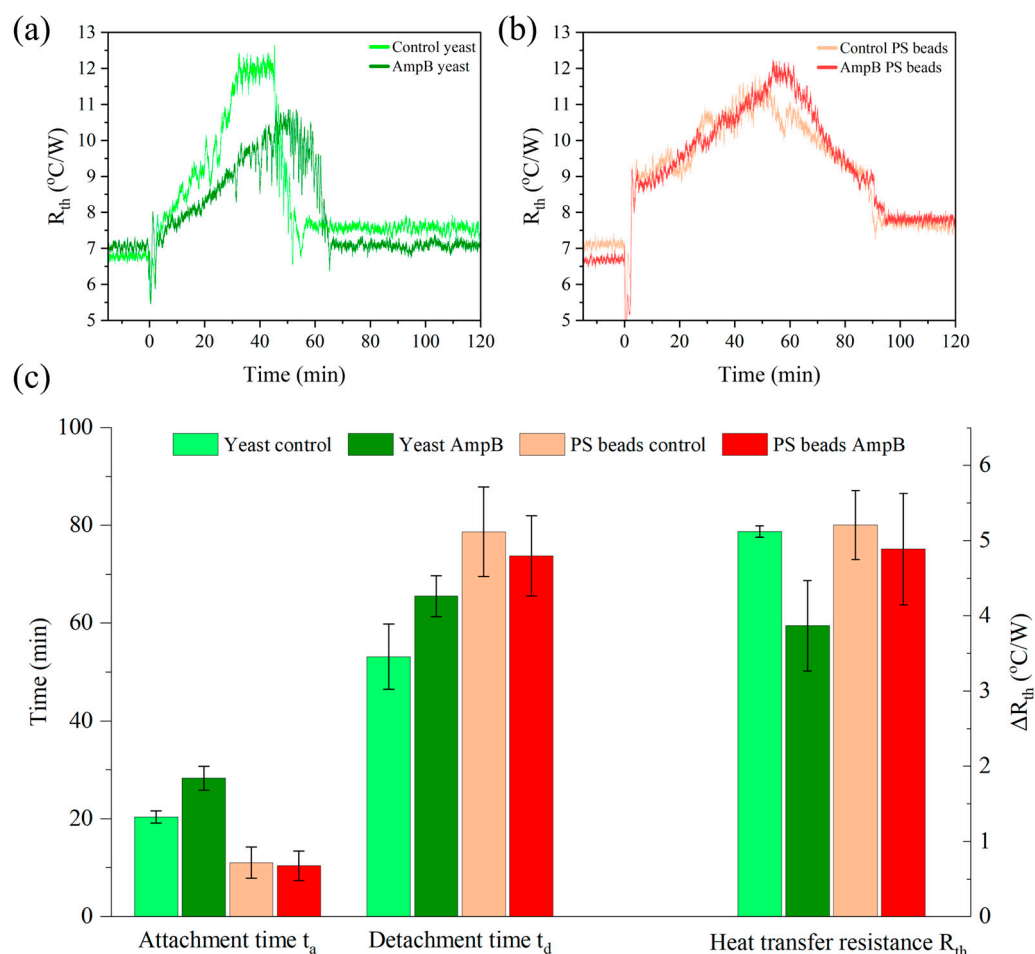 (a)
13
12
11
10
9
8
7
6
5
R_th (ºC/W)
Control yeast
AmpB yeast
0 20 40 60 80 100 120
Time (min)
(b)
13
12
11
10
9
8
7
6
5
R_th (ºC/W)
Control PS beads
AmpB PS beads
0 20 40 60 80 100 120
Time (min)
(c)
100
80
60
40
20
0
Time (min)
Yeast control Yeast AmpB PS beads control PS beads AmpB
6
5
4
3
2
1
0
ΔR_th (°C/W)
Attachment time t_a Detachment time t_d Heat transfer resistance R_th